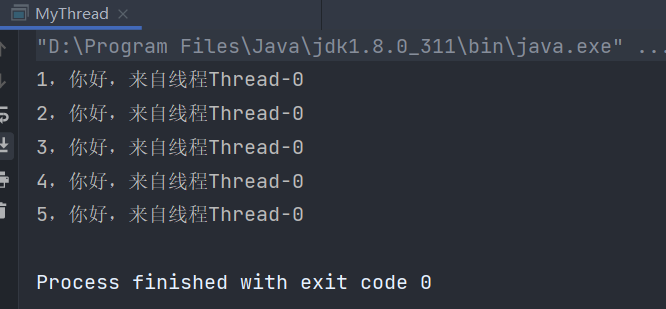 MyThread
"D:\Program Files\Java\jdk1.8.0_311\bin\java.exe" ...
1，你好，来自线程Thread-0
2，你好，来自线程Thread-0
3，你好，来自线程Thread-0
4，你好，来自线程Thread-0
5，你好，来自线程Thread-0
Process finished with exit code 0